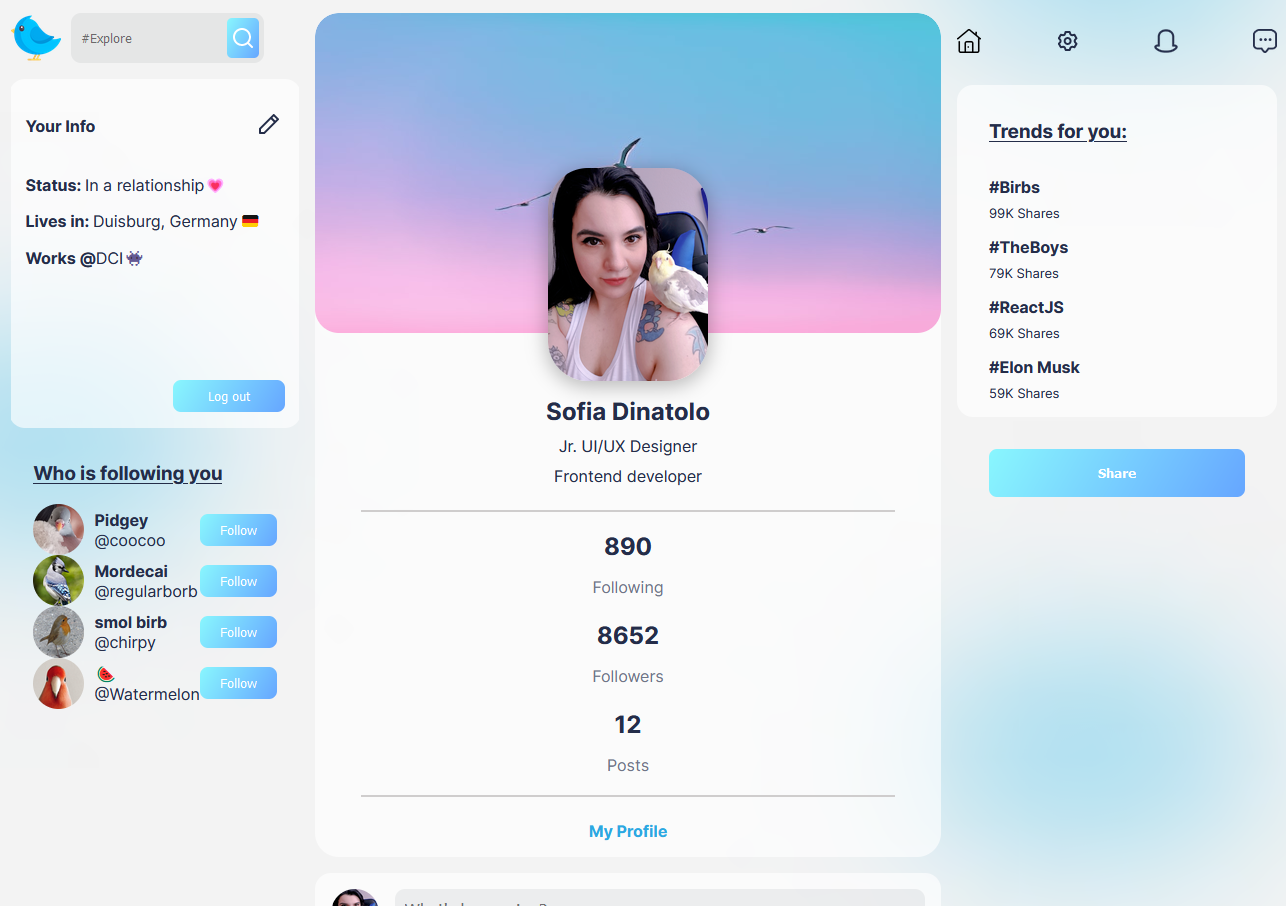 #Explore
Your Info
Status: In a relationship 💗
Lives in: Duisburg, Germany 🇩🇪
Works @DCI 👾
Log out
Who is following you
Pidgey
@coocoo
Follow
Mordecai
@regularborb
Follow
smol birb
@chirpy
Follow
🍉
@Watermelon
Follow
Sofia Dinatolo
Jr. UI/UX Designer
Frontend developer
890
Following
8652
Followers
12
Posts
My Profile
Trends for you:
#Birbs
99K Shares
#TheBoys
79K Shares
#ReactJS
69K Shares
#Elon Musk
59K Shares
Share